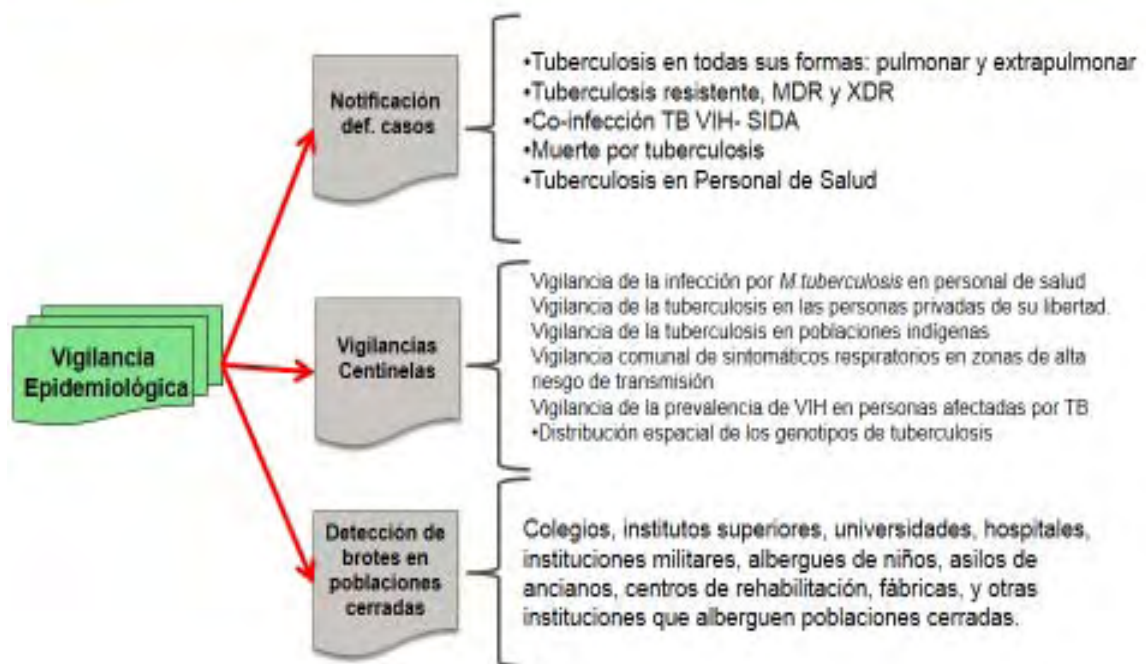 Vigilancia
Epidemiológica
Notificación
def. casos
•Tuberculosis en todas sus formas: pulmonar y extrapulmonar
•Tuberculosis resistente, MDR y XDR
•Co-infección TB VIH- SIDA
•Muerte por tuberculosis
•Tuberculosis en Personal de Salud
Vigilancias
Centinelas
Vigilancia de la infección por M.tuberculosis en personal de salud
Vigilancia de la tuberculosis en las personas privadas de su libertad.
Vigilancia de la tuberculosis en poblaciones indígenas
Vigilancia comunal de sintomáticos respiratorios en zonas de alta
riesgo de transmisión
Vigilancia de la prevalencia de VIH en personas afectadas por TB
•Distribución espacial de los genotipos de tuberculosis
Detección de
brotes en
poblaciones
cerradas
Colegios, institutos superiores, universidades, hospitales,
instituciones militares, albergues de niños, asilos de
ancianos, centros de rehabilitación, fábricas, y otras
instituciones que alberguen poblaciones cerradas.